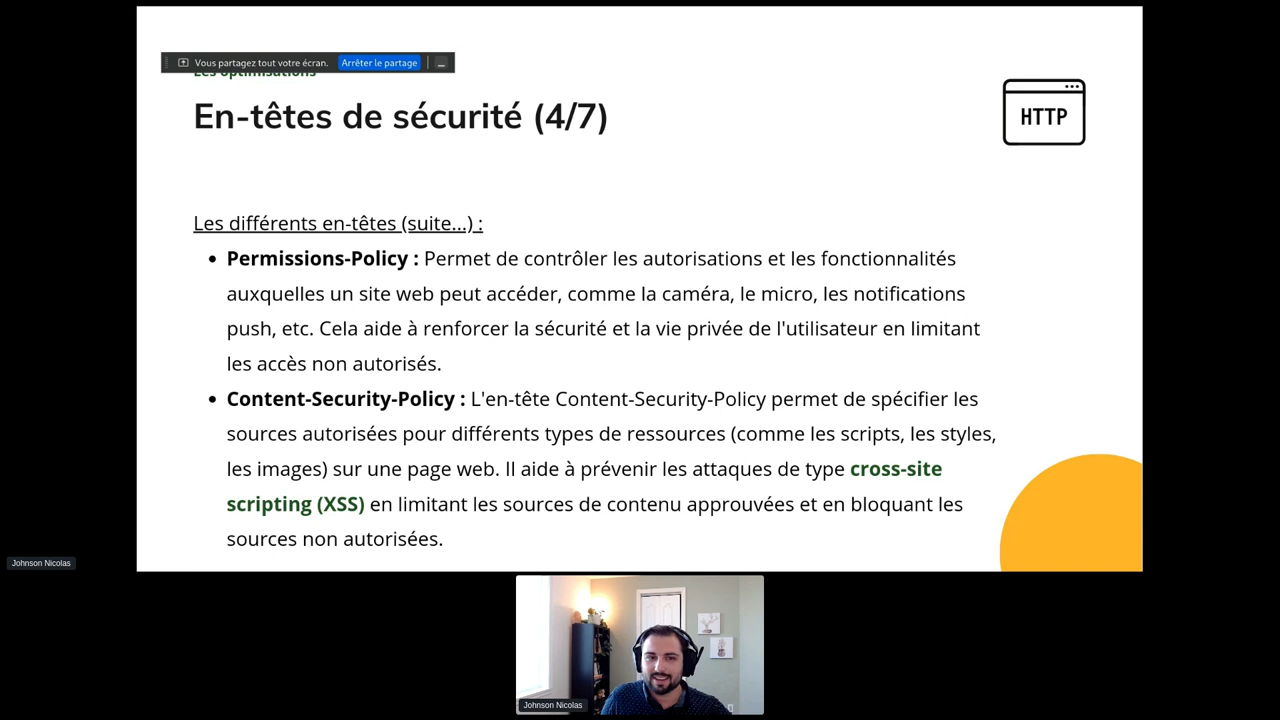 Vous partagez tout votre écran. Arrêter le partage
Les optimisations
En-têtes de sécurité (4/7)
HTTP
Les différents en-têtes (suite...) :
• Permissions-Policy : Permet de contrôler les autorisations et les fonctionnalités
auxquelles un site web peut accéder, comme la caméra, le micro, les notifications
push, etc. Cela aide à renforcer la sécurité et la vie privée de l'utilisateur en limitant
les accès non autorisés.
• Content-Security-Policy : L'en-tête Content-Security-Policy permet de spécifier les
sources autorisées pour différents types de ressources (comme les scripts, les styles,
les images) sur une page web. Il aide à prévenir les attaques de type cross-site
scripting (XSS) en limitant les sources de contenu approuvées et en bloquant les
sources non autorisées.
Johnson Nicolas
Johnson Nicolas